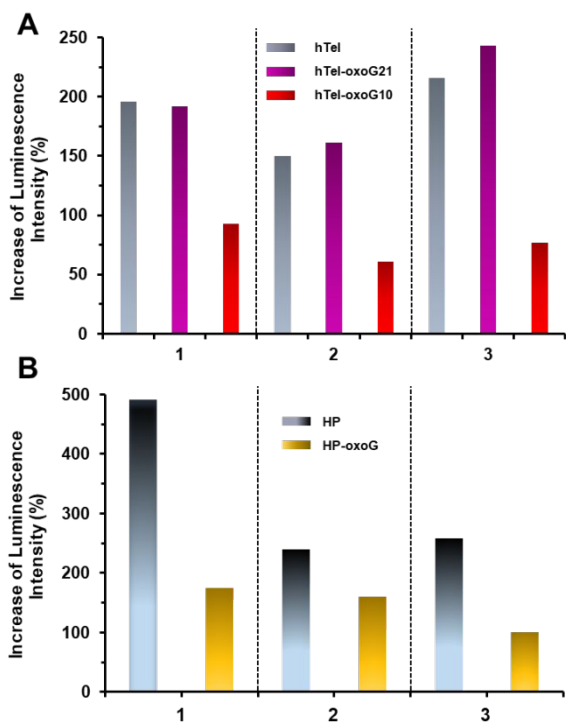 A
Increase of Luminescence
Intensity (%)
250
200
150
100
50
0
hTel
hTel-oxoG21
hTel-oxoG10
1
2
3
B
Increase of Luminescence
Intensity (%)
500
400
300
200
100
0
HP
HP-oxoG
1
2
3